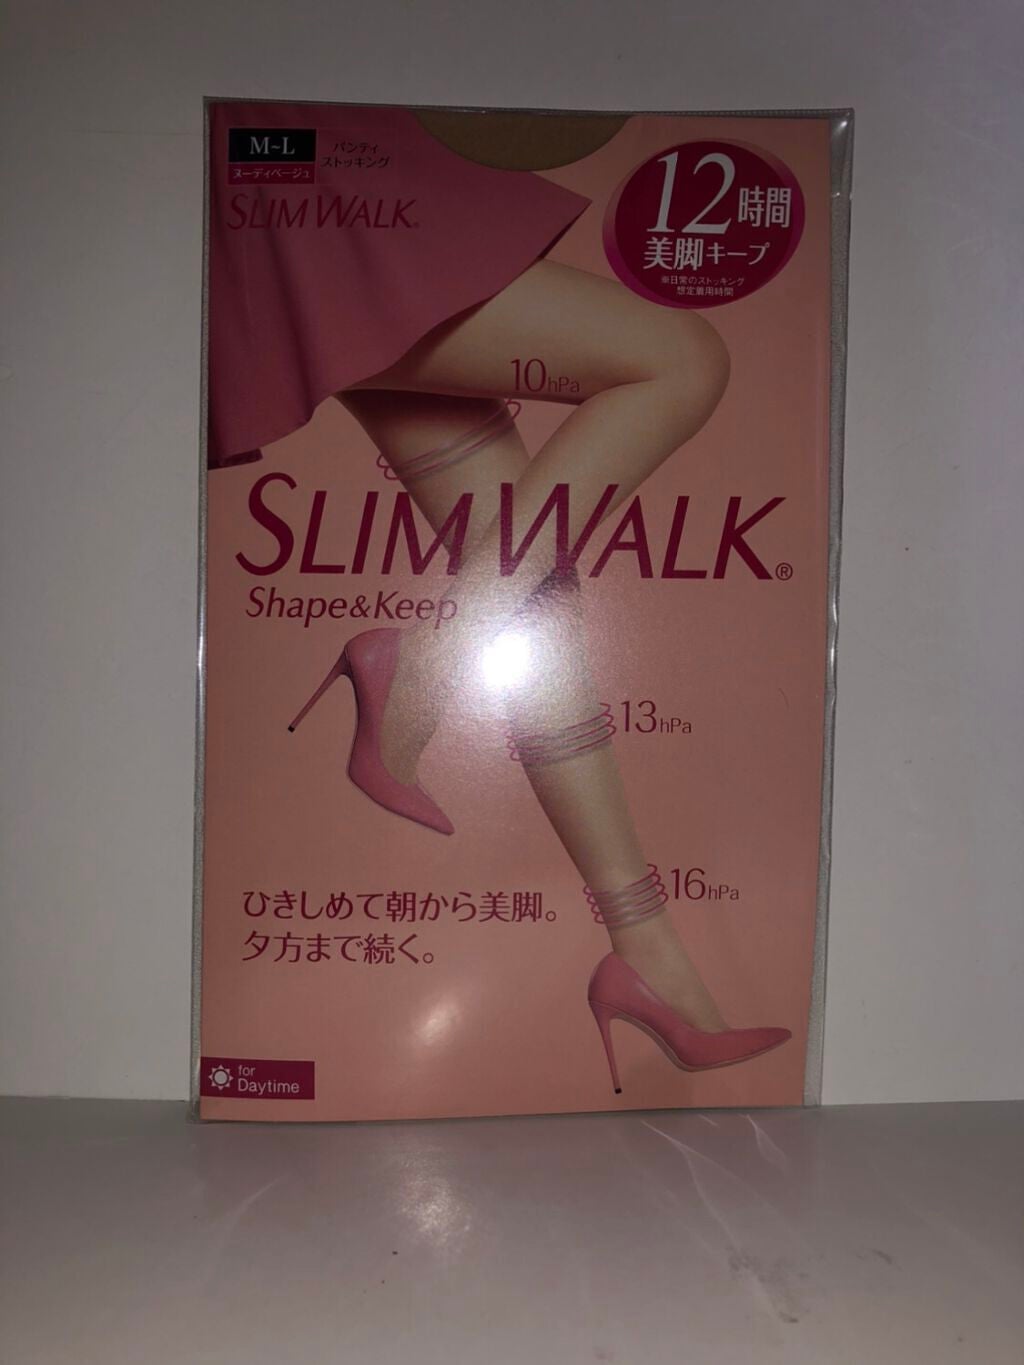 M~L
ヌーディベージュ
パンティ
ストッキング
SLIM WALK®
12時間
美脚キープ
※日常のストッキング
想定着用時間
10hPa
SLIM WALK®
Shape&Keep
13hPa
16hPa
ひきしめて朝から美脚。
夕方まで続く。
for
Daytime